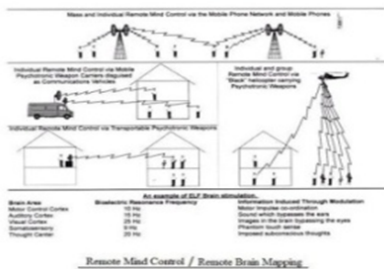 Mass and Individual Remote Mind Control via the Mobile Phone Network and Mobile Phones
Individual Remote Mind Control via Mobile
Psychotronic Weapon Carriers disguised
as Communications Vehicles
Individual and group
Remote Mind Control via
"Black" helicopter carrying
Psychotronic Weapons
Individual Remote Mind Control via Transportable Psychotronic Weapons
An example of ELF Brain stimulation
Brain Area Bioelectric Resonance Frequency Information Induced Through Modulation
Motor Control Cortex 10 Hz Motor Impulse co-ordination
Auditory Cortex 15 Hz Sound which bypasses the ears
Visual Cortex 25 Hz Images in the brain bypassing the eyes
Somatosensory 9 Hz Phantom touch sense
Thought Center 20 Hz Imposed subconscious thoughts
Remote Mind Control / Remote Brain Mapping